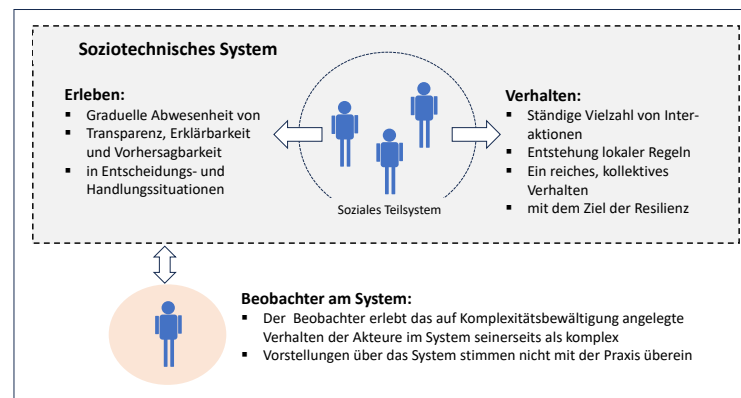 Soziotechnisches System
Erleben:
▪ Graduelle Abwesenheit von
▪ Transparenz, Erklärbarkeit
und Vorhersagbarkeit
▪ in Entscheidungs- und
Handlungssituationen
Soziales Teilsystem
Verhalten:
▪ Ständige Vielzahl von Inter-
aktionen
▪ Entstehung lokaler Regeln
▪ Ein reiches, kollektives
Verhalten
▪ mit dem Ziel der Resilienz
Beobachter am System:
▪ Der Beobachter erlebt das auf Komplexitätsbewältigung angelegte
Verhalten der Akteure im System seinerseits als komplex
▪ Vorstellungen über das System stimmen nicht mit der Praxis überein